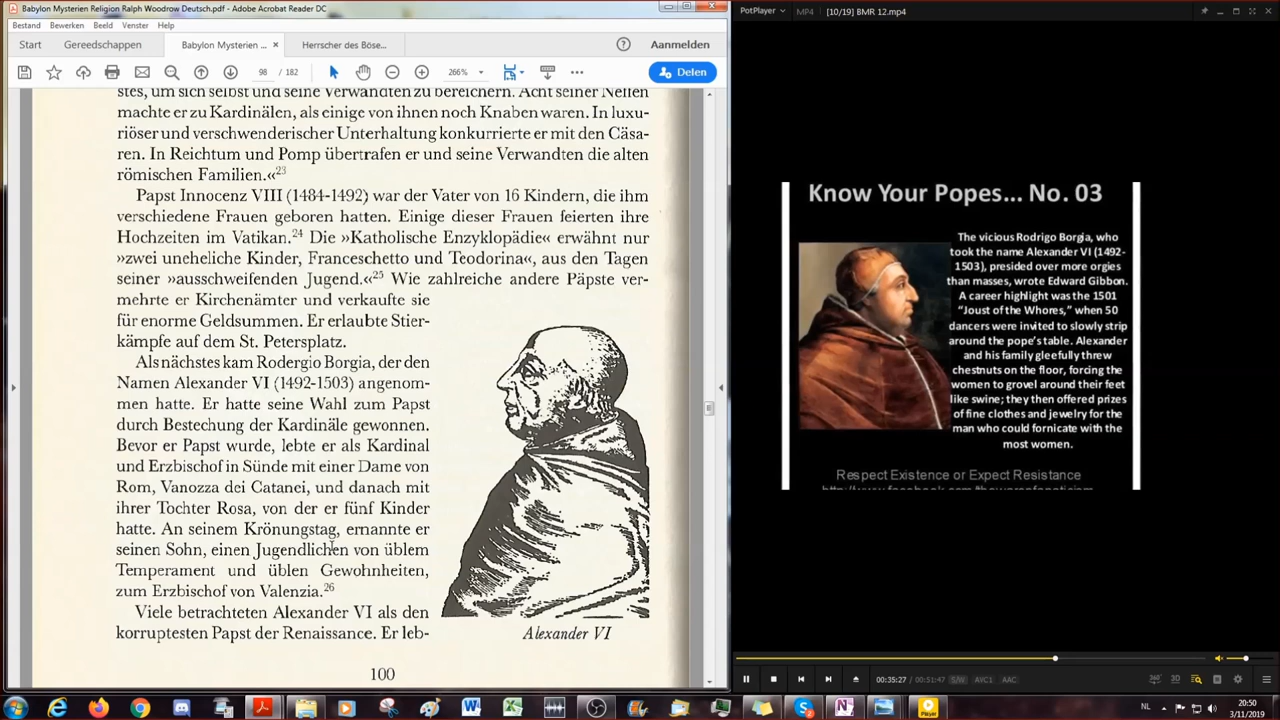 Babylon Mysterien Religion Ralph Woodrow Deutsch.pdf - Adobe Acrobat Reader DC
Bestand Bewerken Beeld Venster Help
Start Gereedschappen Babylon Mysterien ... × Herrscher des Böse... Aanmelden
98 / 182 266% Delen
stes, um sich selbst und seine Verwandten zu bereichern. Acht seiner Neffen
machte er zu Kardinälen, als einige von ihnen noch Knaben waren. In luxu-
riöser und verschwenderischer Unterhaltung konkurrierte er mit den Cäsa-
ren. In Reichtum und Pomp übertrafen er und seine Verwandten die alten
römischen Familien.«23
Papst Innocenz VIII (1484-1492) war der Vater von 16 Kindern, die ihm
verschiedene Frauen geboren hatten. Einige dieser Frauen feierten ihre
Hochzeiten im Vatikan.24 Die »Katholische Enzyklopädie« erwähnt nur
»zwei uneheliche Kinder, Franceschetto und Teodorina«, aus den Tagen
seiner »ausschweifenden Jugend.«25 Wie zahlreiche andere Päpste ver-
mehrte er Kirchenämter und verkaufte sie
für enorme Geldsummen. Er erlaubte Stier-
kämpfe auf dem St. Petersplatz.
Als nächstes kam Rodergio Borgia, der den
Namen Alexander VI (1492-1503) angenom-
men hatte. Er hatte seine Wahl zum Papst
durch Bestechung der Kardinäle gewonnen.
Bevor er Papst wurde, lebte er als Kardinal
und Erzbischof in Sünde mit einer Dame von
Rom, Vanozza dei Catanei, und danach mit
ihrer Tochter Rosa, von der er fünf Kinder
hatte. An seinem Krönungstag, ernannte er
seinen Sohn, einen Jugendlichen von üblem
Temperament und üblen Gewohnheiten,
zum Erzbischof von Valenzia.26
Viele betrachteten Alexander VI als den
korruptesten Papst der Renaissance. Er leb-
Alexander VI
100
PotPlayer MP4 [10/19] BMR 12.mp4
Know Your Popes... No. 03
The vicious Rodrigo Borgia, who
took the name Alexander VI (1492-
1503), presided over more orgies
than masses, wrote Edward Gibbon.
A career highlight was the 1501
“Joust of the Whores,” when 50
dancers were invited to slowly strip
around the pope's table. Alexander
and his family gleefully threw
chestnuts on the floor, forcing the
women to grovel around their feet
like swine; they then offered prizes
of fine clothes and jewelry for the
man who could fornicate with the
most women.
Respect Existence or Expect Resistance
00:35:27 / 00:51:47 S/W AVC1 AAC
360° 3D
Player
NL 20:50
3/11/2019